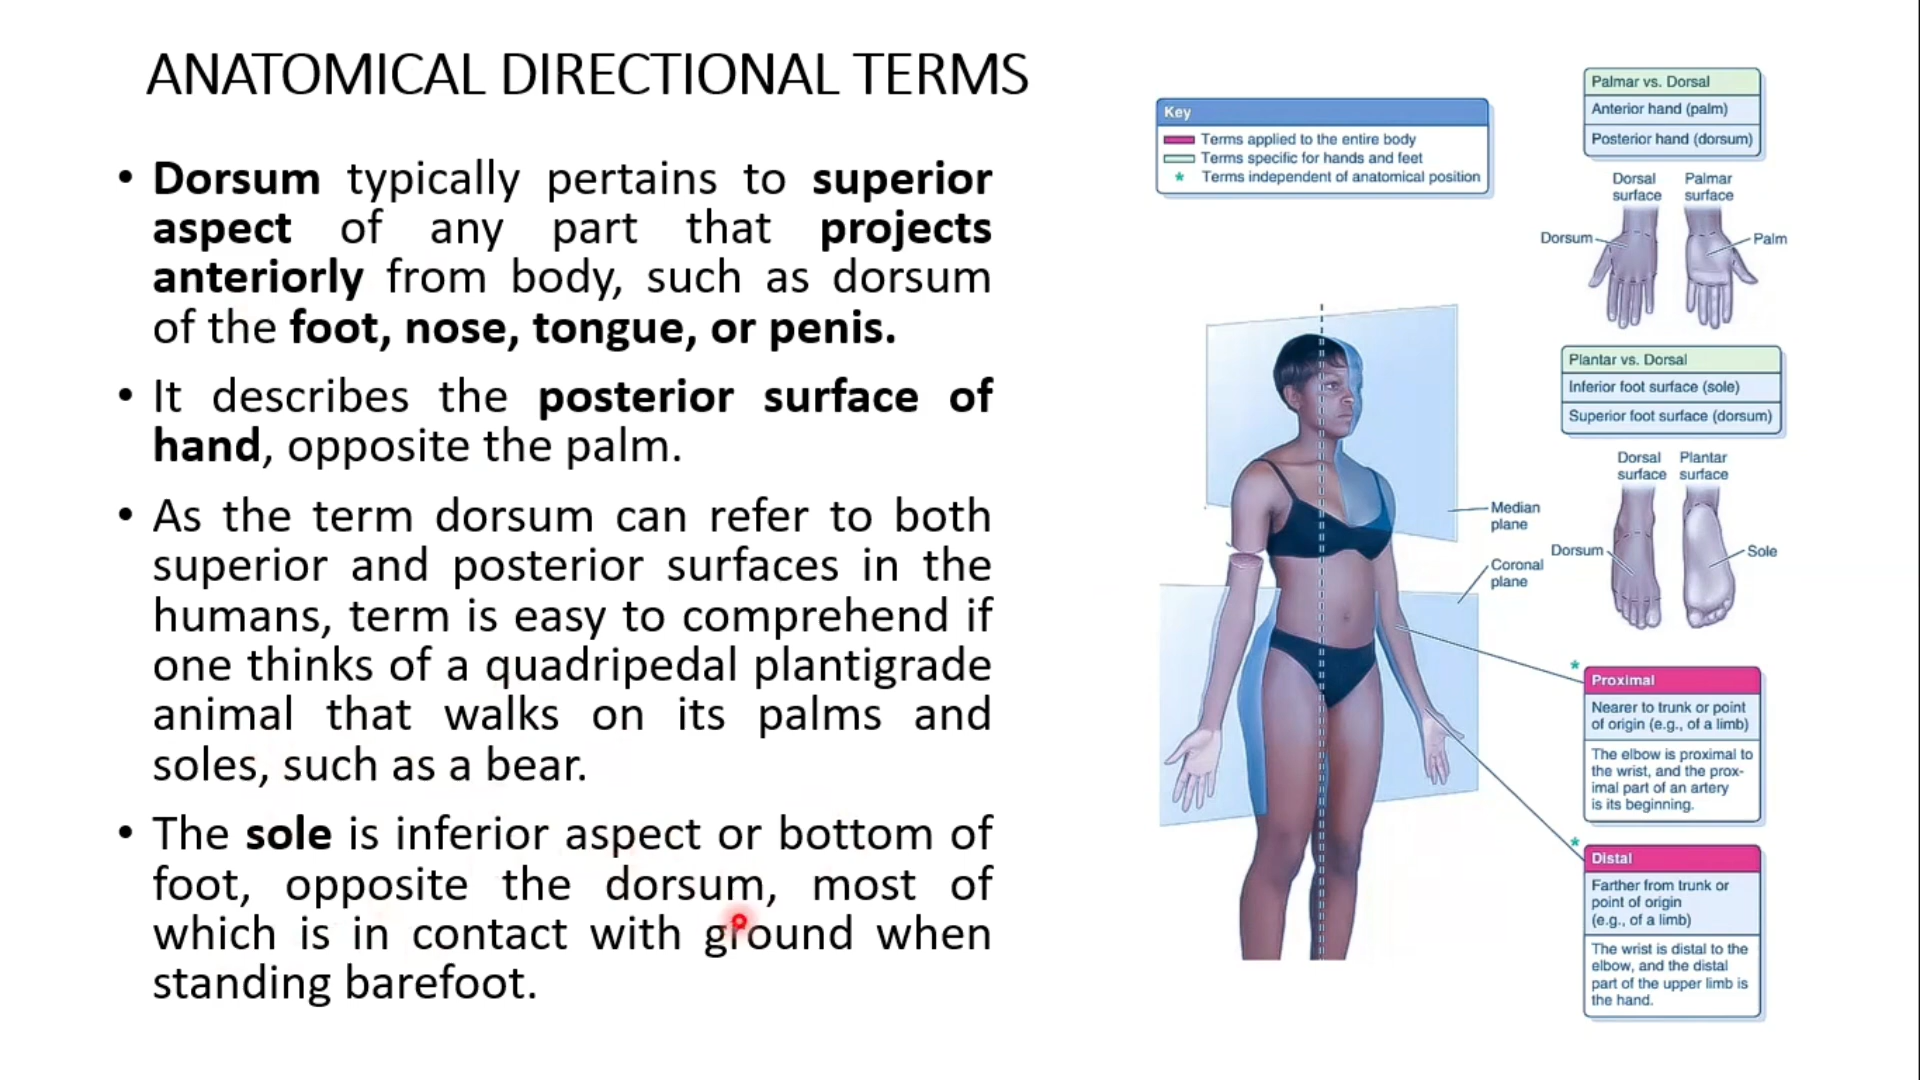 ANATOMICAL DIRECTIONAL TERMS
• Dorsum typically pertains to superior
aspect of any part that projects
anteriorly from body, such as dorsum
of the foot, nose, tongue, or penis.
• It describes the posterior surface of
hand, opposite the palm.
• As the term dorsum can refer to both
superior and posterior surfaces in the
humans, term is easy to comprehend if
one thinks of a quadripedal plantigrade
animal that walks on its palms and
soles, such as a bear.
• The sole is inferior aspect or bottom of
foot, opposite the dorsum, most of
which is in contact with ground when
standing barefoot.
Key
Terms applied to the entire body
Terms specific for hands and feet
* Terms independent of anatomical position
Palmar vs. Dorsal
Anterior hand (palm)
Posterior hand (dorsum)
Dorsal
surface
Palmar
surface
Dorsum
Palm
Plantar vs. Dorsal
Inferior foot surface (sole)
Superior foot surface (dorsum)
Dorsal
surface
Plantar
surface
Dorsum
Sole
Median
plane
Coronal
plane
*
Proximal
Nearer to trunk or point
of origin (e.g., of a limb)
The elbow is proximal to
the wrist, and the prox-
imal part of an artery
is its beginning.
*
Distal
Farther from trunk or
point of origin
(e.g., of a limb)
The wrist is distal to the
elbow, and the distal
part of the upper limb is
the hand.